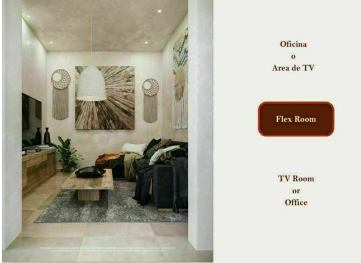 Oficina
o
Area de TV
Flex Room
TV Room
or
Office